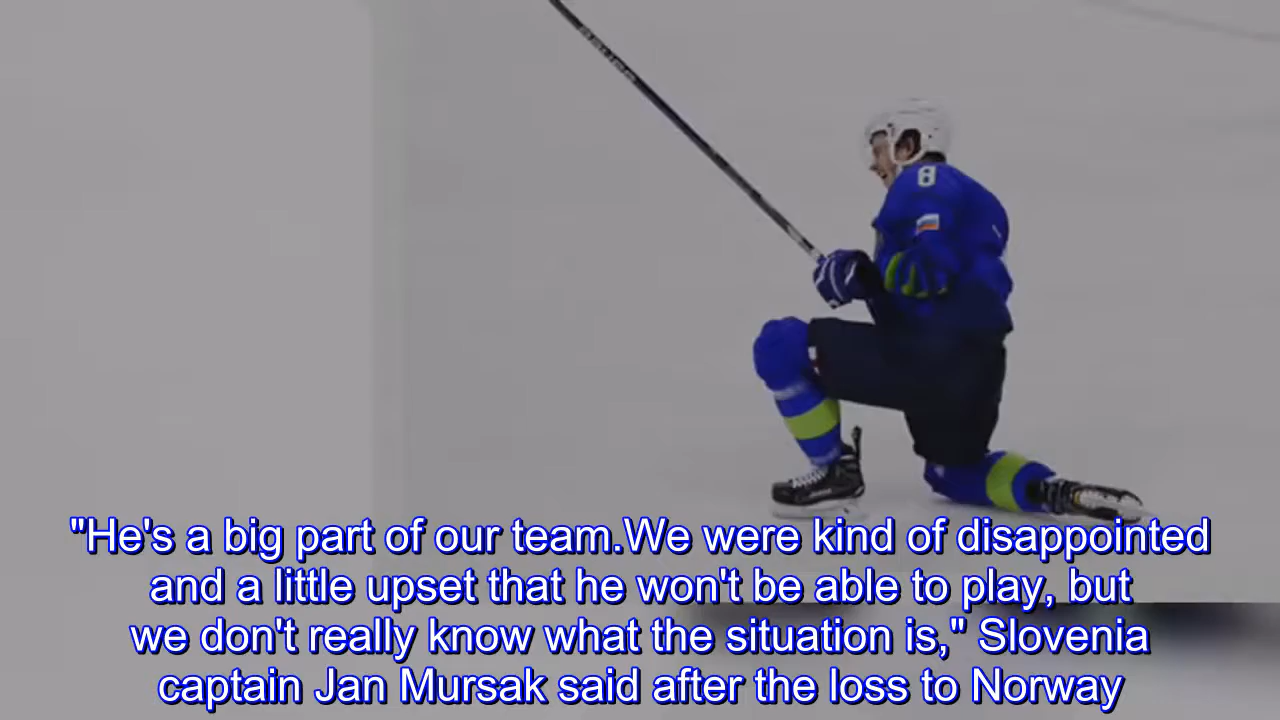 BAUER
8
"He's a big part of our team.We were kind of disappointed
and a little upset that he won't be able to play, but
we don't really know what the situation is," Slovenia
captain Jan Mursak said after the loss to Norway